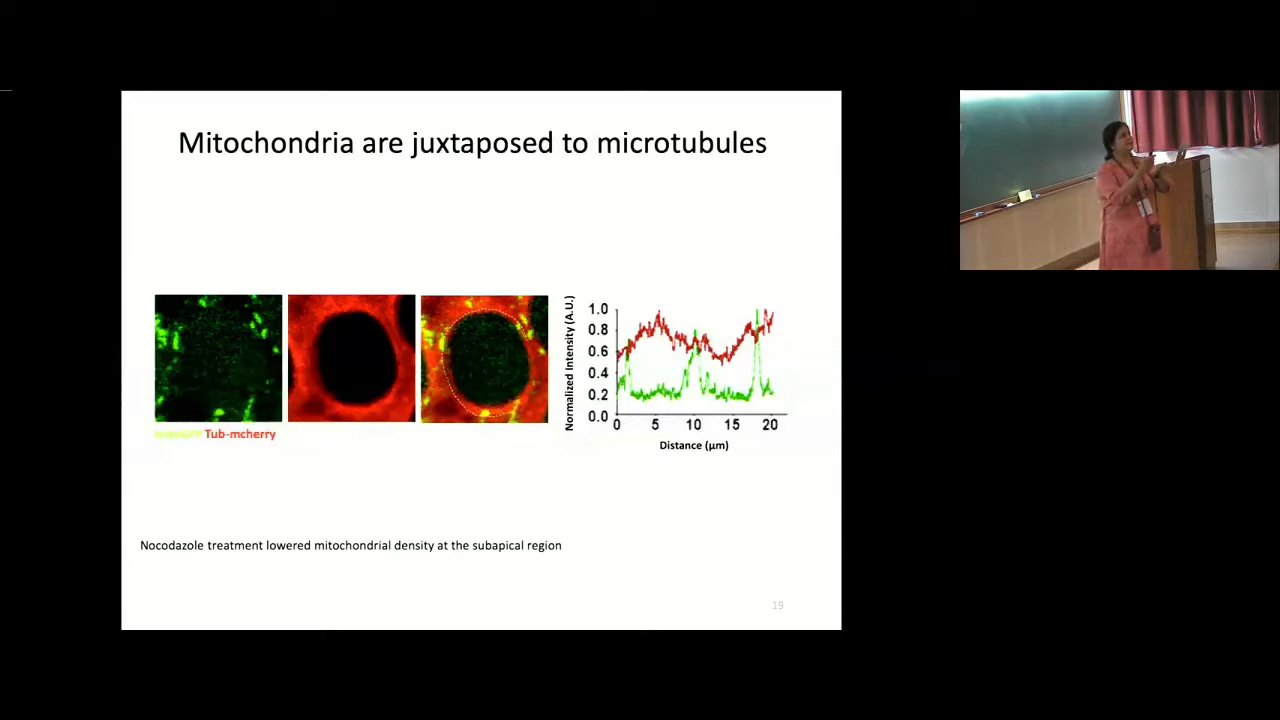 Mitochondria are juxtaposed to microtubules
Tub-mcherry
Normalized Intensity (A.U.)
1.0
0.8
0.6
0.4
0.2
0.0
0 5 10 15 20
Distance (μm)
Nocodazole treatment lowered mitochondrial density at the subapical region
19